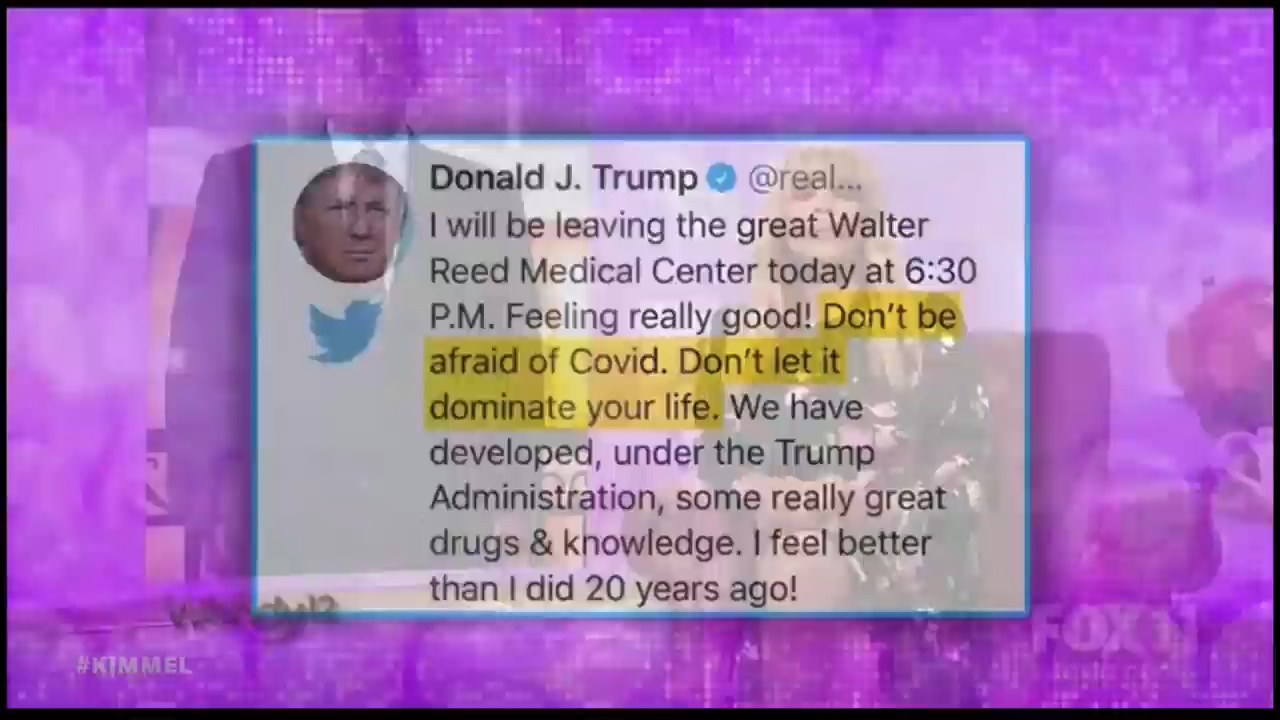 Donald J. Trump @real...
I will be leaving the great Walter
Reed Medical Center today at 6:30
P.M. Feeling really good! Don't be
afraid of Covid. Don't let it
dominate your life. We have
developed, under the Trump
Administration, some really great
drugs & knowledge. I feel better
than I did 20 years ago!
#KIMMEL
FOX 11